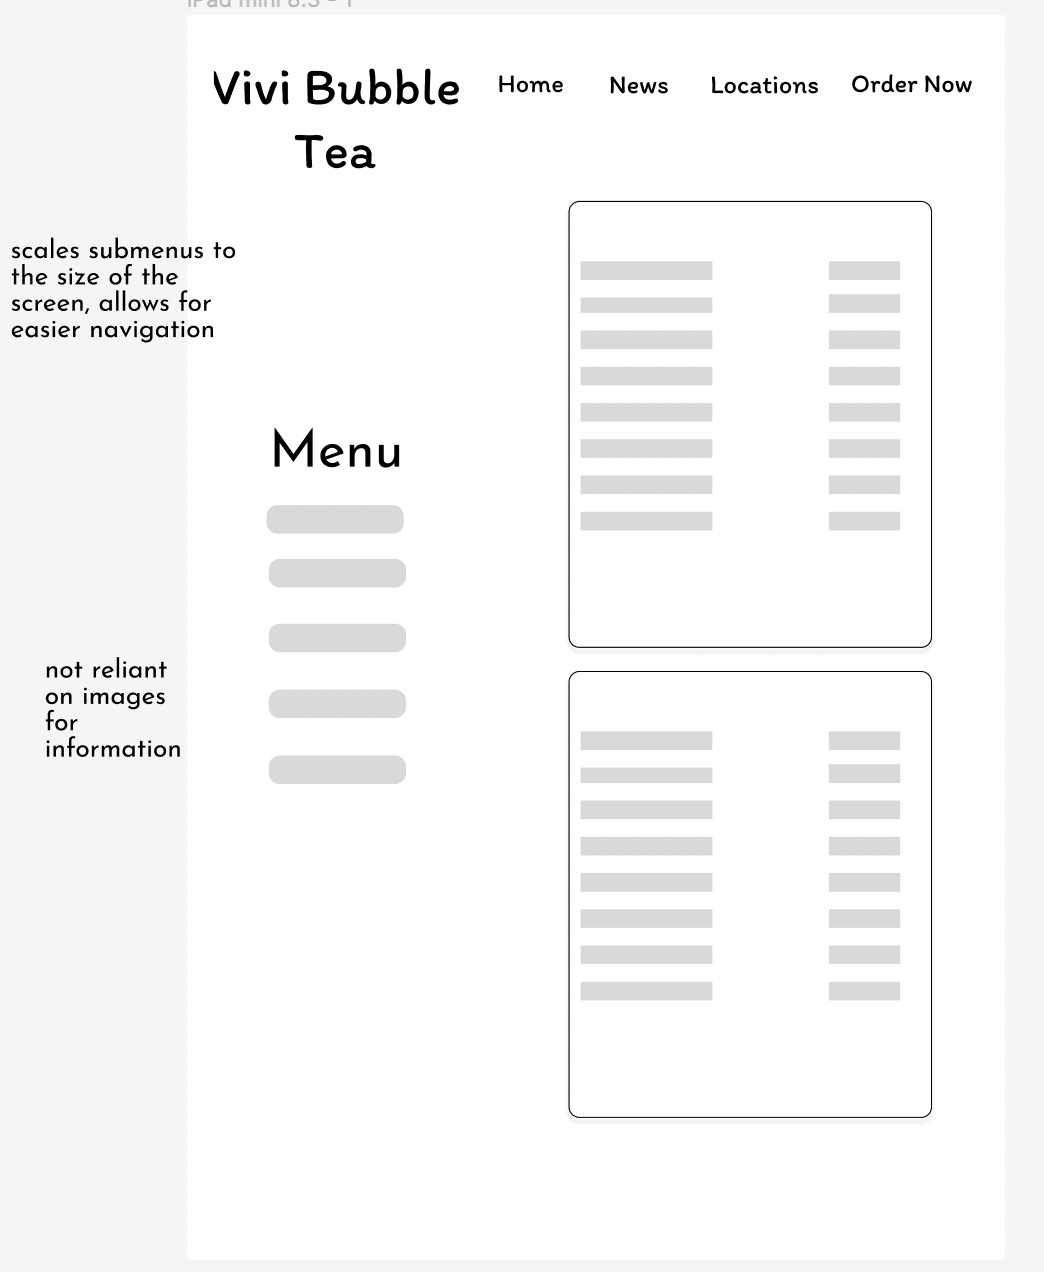 iPad mini 8.3 - 1
Vivi Bubble
Tea
Home
News
Locations
Order Now
scales submenus to
the size of the
screen, allows for
easier navigation
Menu
not reliant
on images
for
information